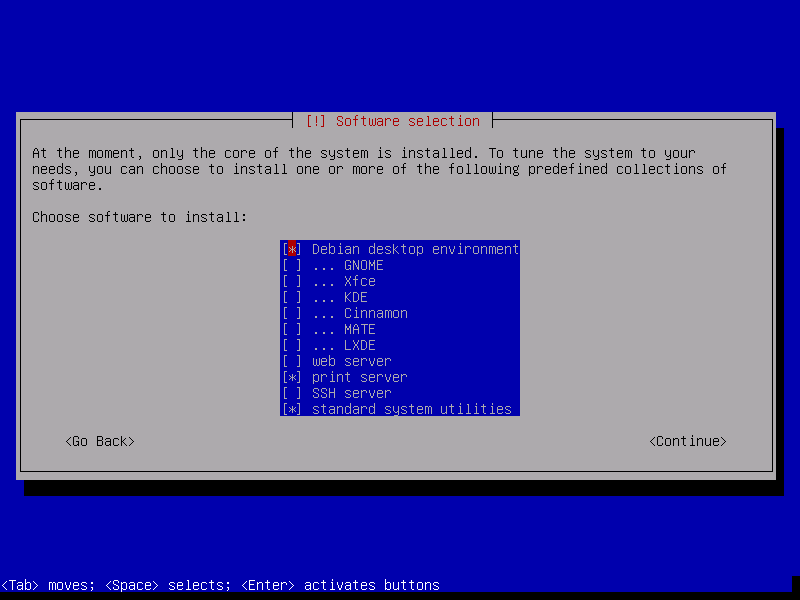 [!] Software selection
At the moment, only the core of the system is installed. To tune the system to your
needs, you can choose to install one or more of the following predefined collections of
software.
Choose software to install:
[*] Debian desktop environment
[ ] ... GNOME
[ ] ... Xfce
[ ] ... KDE
[ ] ... Cinnamon
[ ] ... MATE
[ ] ... LXDE
[ ] web server
[*] print server
[ ] SSH server
[*] standard system utilities
<Go Back> <Continue>
<Tab> moves; <Space> selects; <Enter> activates buttons